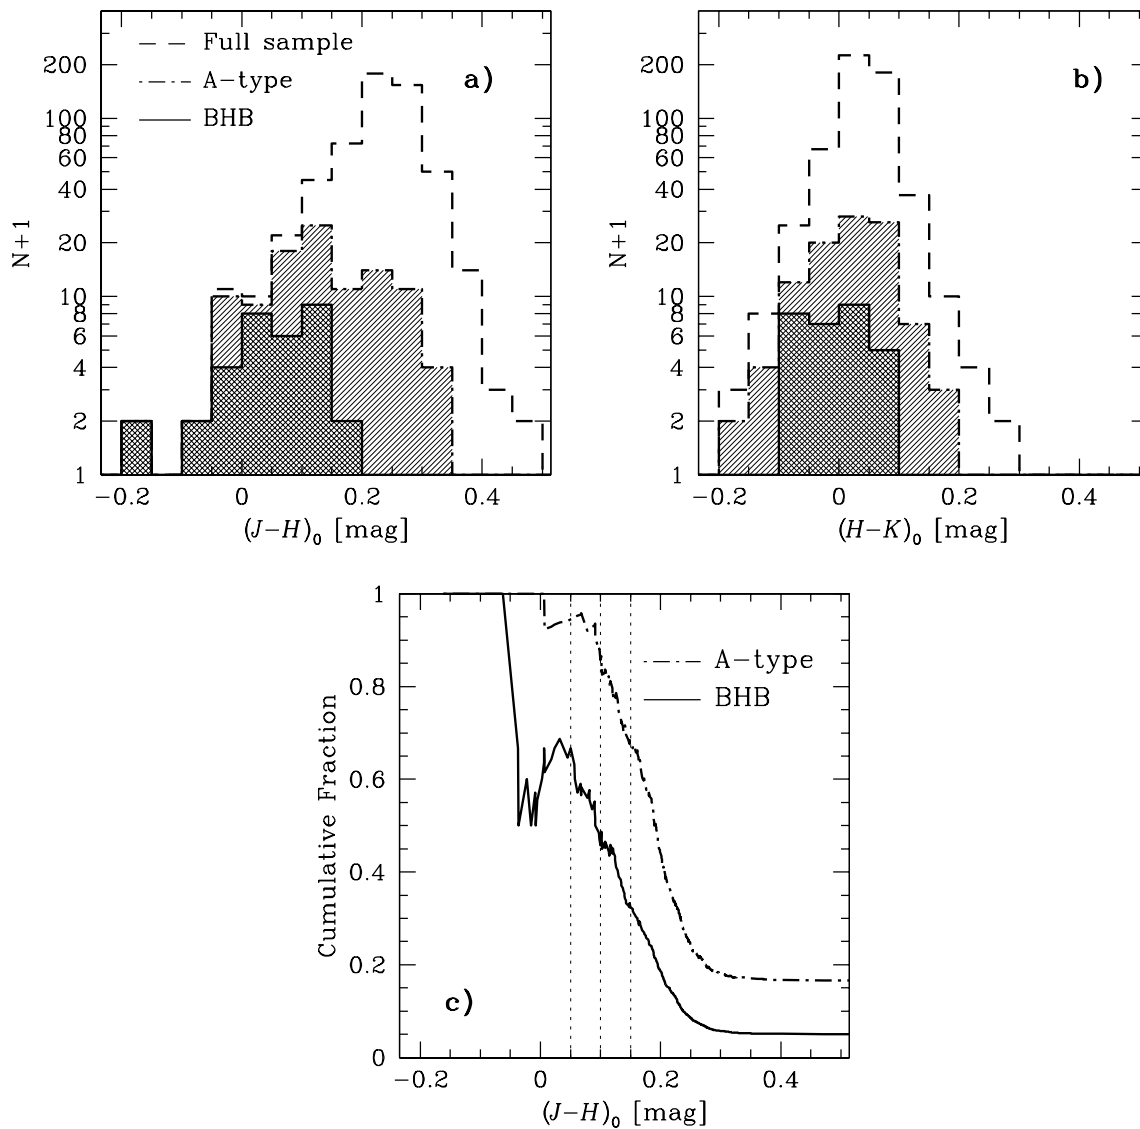 Full sample
A−type
BHB
a)
200
100
80
60
40
20
10
8
6
4
2
1
N+1
−0.2 0 0.2 0.4
(J−H)₀ [mag]
b)
200
100
80
60
40
20
10
8
6
4
2
1
N+1
−0.2 0 0.2 0.4
(H−K)₀ [mag]
A−type
BHB
c)
1
0.8
0.6
0.4
0.2
0
Cumulative Fraction
−0.2 0 0.2 0.4
(J−H)₀ [mag]